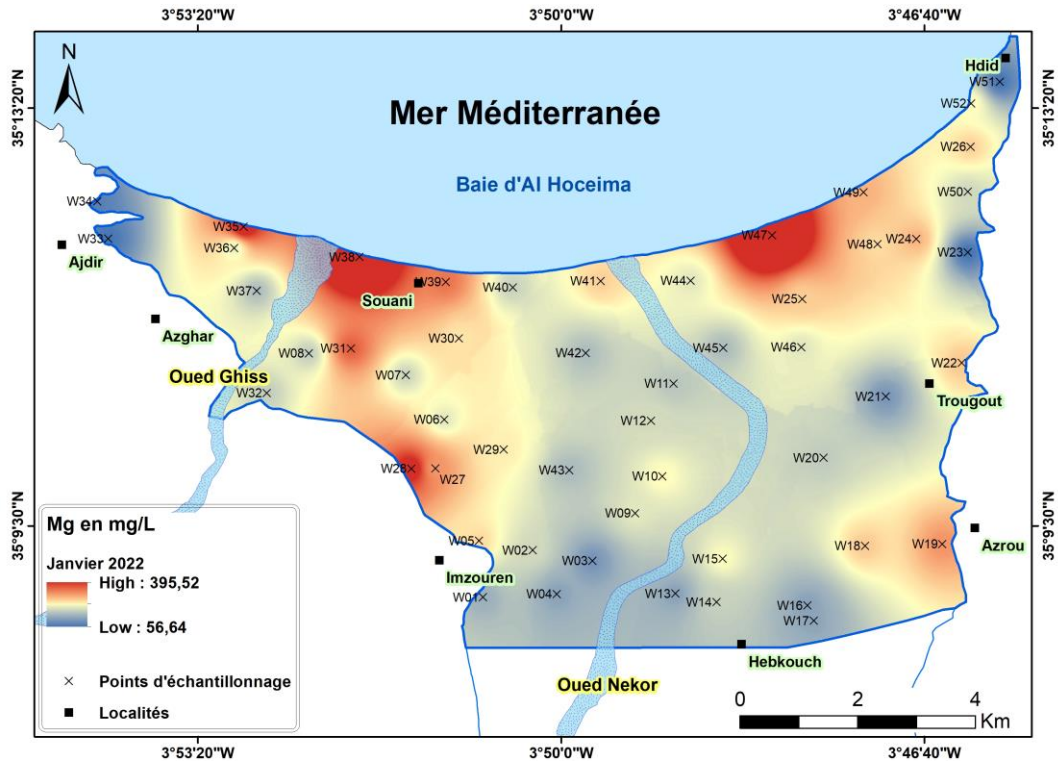 3°53'20"W
3°50'0"W
3°46'40"W
N
35°13'20"N
35°13'20"N
Hdid
W51
W52
Mer Méditerranée
W26
Baie d'Al Hoceima
W34
W49
W50
W35
W33
W36
W47
W48
W24
W23
Ajdir
W38
W37
Souani
W39
W40
W41
W44
W25
Azghar
W08
W31
W30
W42
W45
W46
W22
Oued Ghiss
W07
W11
Trougout
W32
W21
W06
W12
W29
W28
W27
W43
W10
W20
W09
35°9'30"N
35°9'30"N
Mg en mg/L
Janvier 2022
High : 395,52
Low : 56,64
Points d'échantillonnage
Localités
W05
W02
W03
W15
W18
W19
Azrou
Imzouren
W01
W04
W13
W14
W16
W17
Hebkouch
Oued Nekor
0
2
4
Km
3°53'20"W
3°50'0"W
3°46'40"W